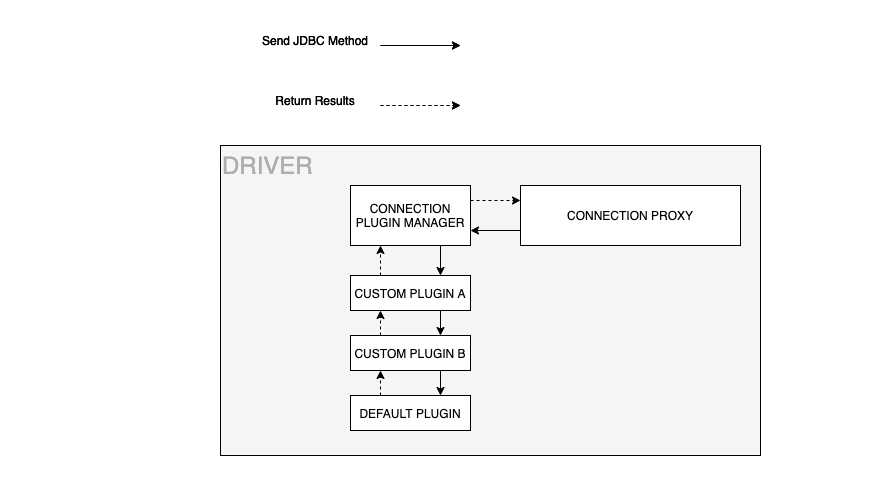 Send JDBC Method
Return Results
DRIVER
CONNECTION
PLUGIN MANAGER
CONNECTION PROXY
CUSTOM PLUGIN A
CUSTOM PLUGIN B
DEFAULT PLUGIN